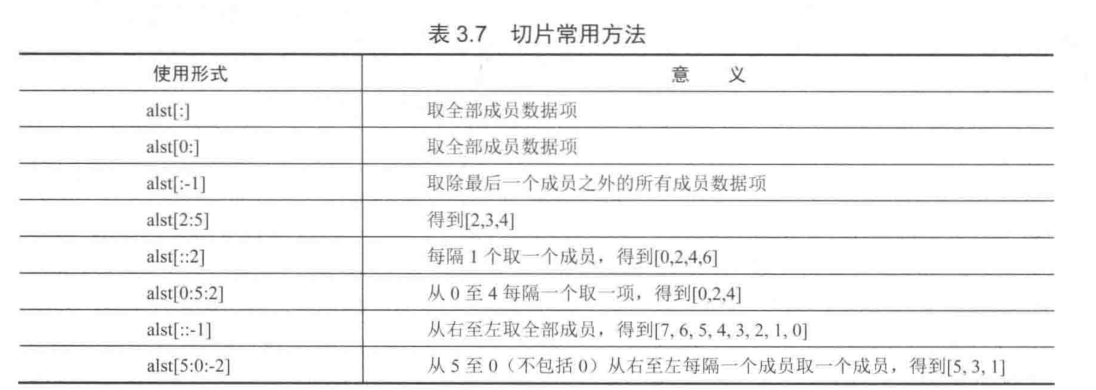 表 3.7 切片常用方法
使用形式 意 义
alst[:] 取全部成员数据项
alst[0:] 取全部成员数据项
alst[:-1] 取除最后一个成员之外的所有成员数据项
alst[2:5] 得到[2,3,4]
alst[::2] 每隔 1 个取一个成员，得到[0,2,4,6]
alst[0:5:2] 从 0 至 4 每隔一个取一项，得到[0,2,4]
alst[::-1] 从右至左取全部成员，得到[7, 6, 5, 4, 3, 2, 1, 0]
alst[5:0:-2] 从 5 至 0（不包括 0）从右至左每隔一个成员取一个成员，得到[5, 3, 1]